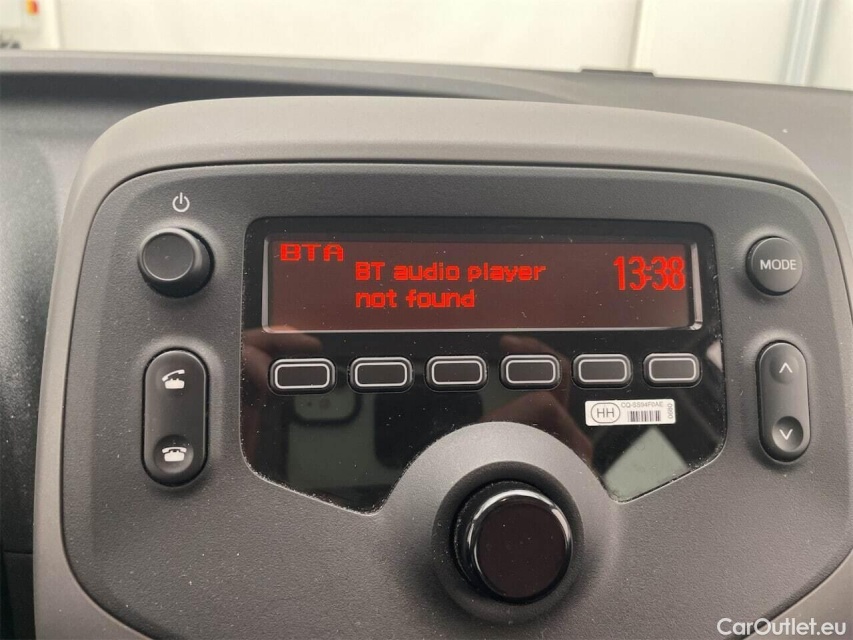 BTA
BT audio player
not found
13:38
MODE
HH
CarOutlet.eu